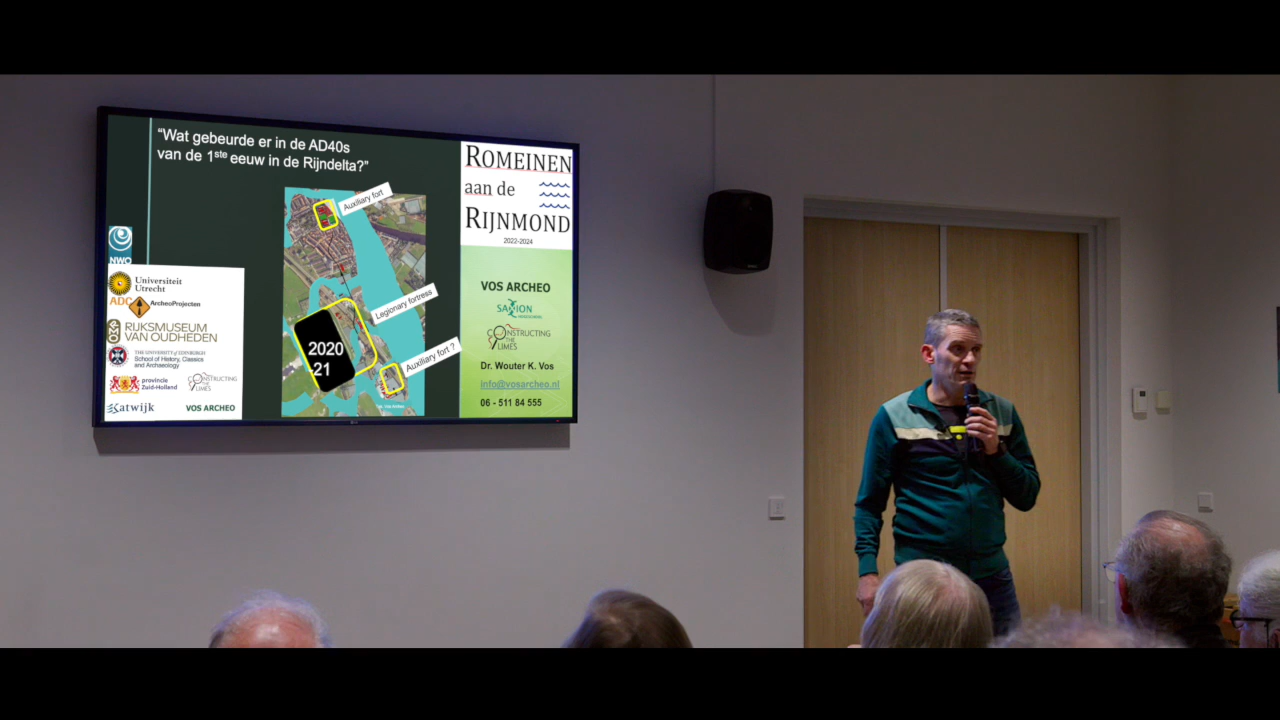 “Wat gebeurde er in de AD40s
van de 1ste eeuw in de Rijndelta?”
NWO
Universiteit
Utrecht
ADC ArcheoProjecten
RIJKSMUSEUM
VAN OUDHEDEN
THE UNIVERSITY of EDINBURGH
School of History, Classics
and Archaeology
provincie
Zuid-Holland
CONSTRUCTING
THE
LIMES
Katwijk
VOS ARCHEO
Auxiliary fort
Legionary fortress
Auxiliary fort ?
2020
-21
ROMEINEN
aan de
RIJNMOND
2022-2024
VOS ARCHEO
SAXION
CONSTRUCTING
THE
LIMES
Dr. Wouter K. Vos
info@vosarcheo.nl
06 - 511 84 555